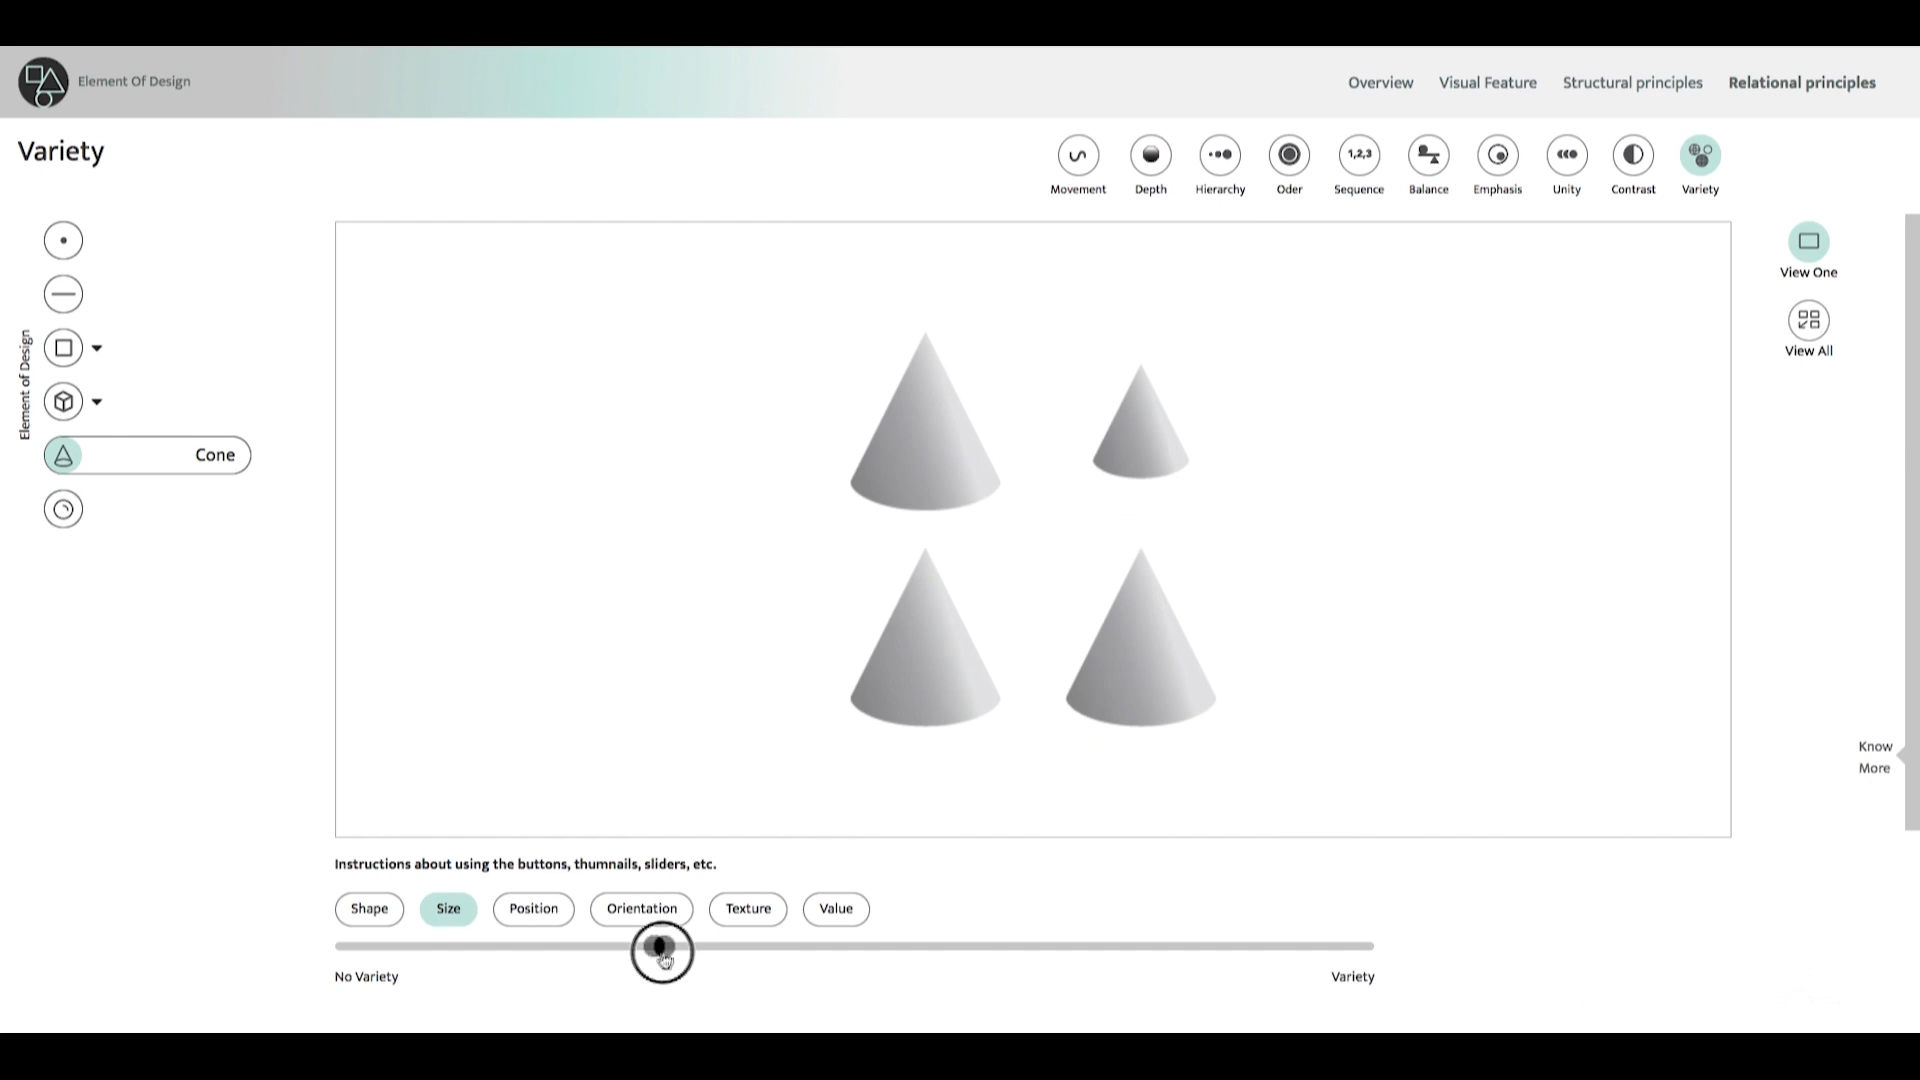 Element Of Design
Overview Visual Feature Structural principles Relational principles
Variety
1,2,3
Movement Depth Hierarchy Oder Sequence Balance Emphasis Unity Contrast Variety
Element of Design
Cone
View One
View All
Know
More
Instructions about using the buttons, thumnails, sliders, etc.
Shape Size Position Orientation Texture Value
No Variety Variety